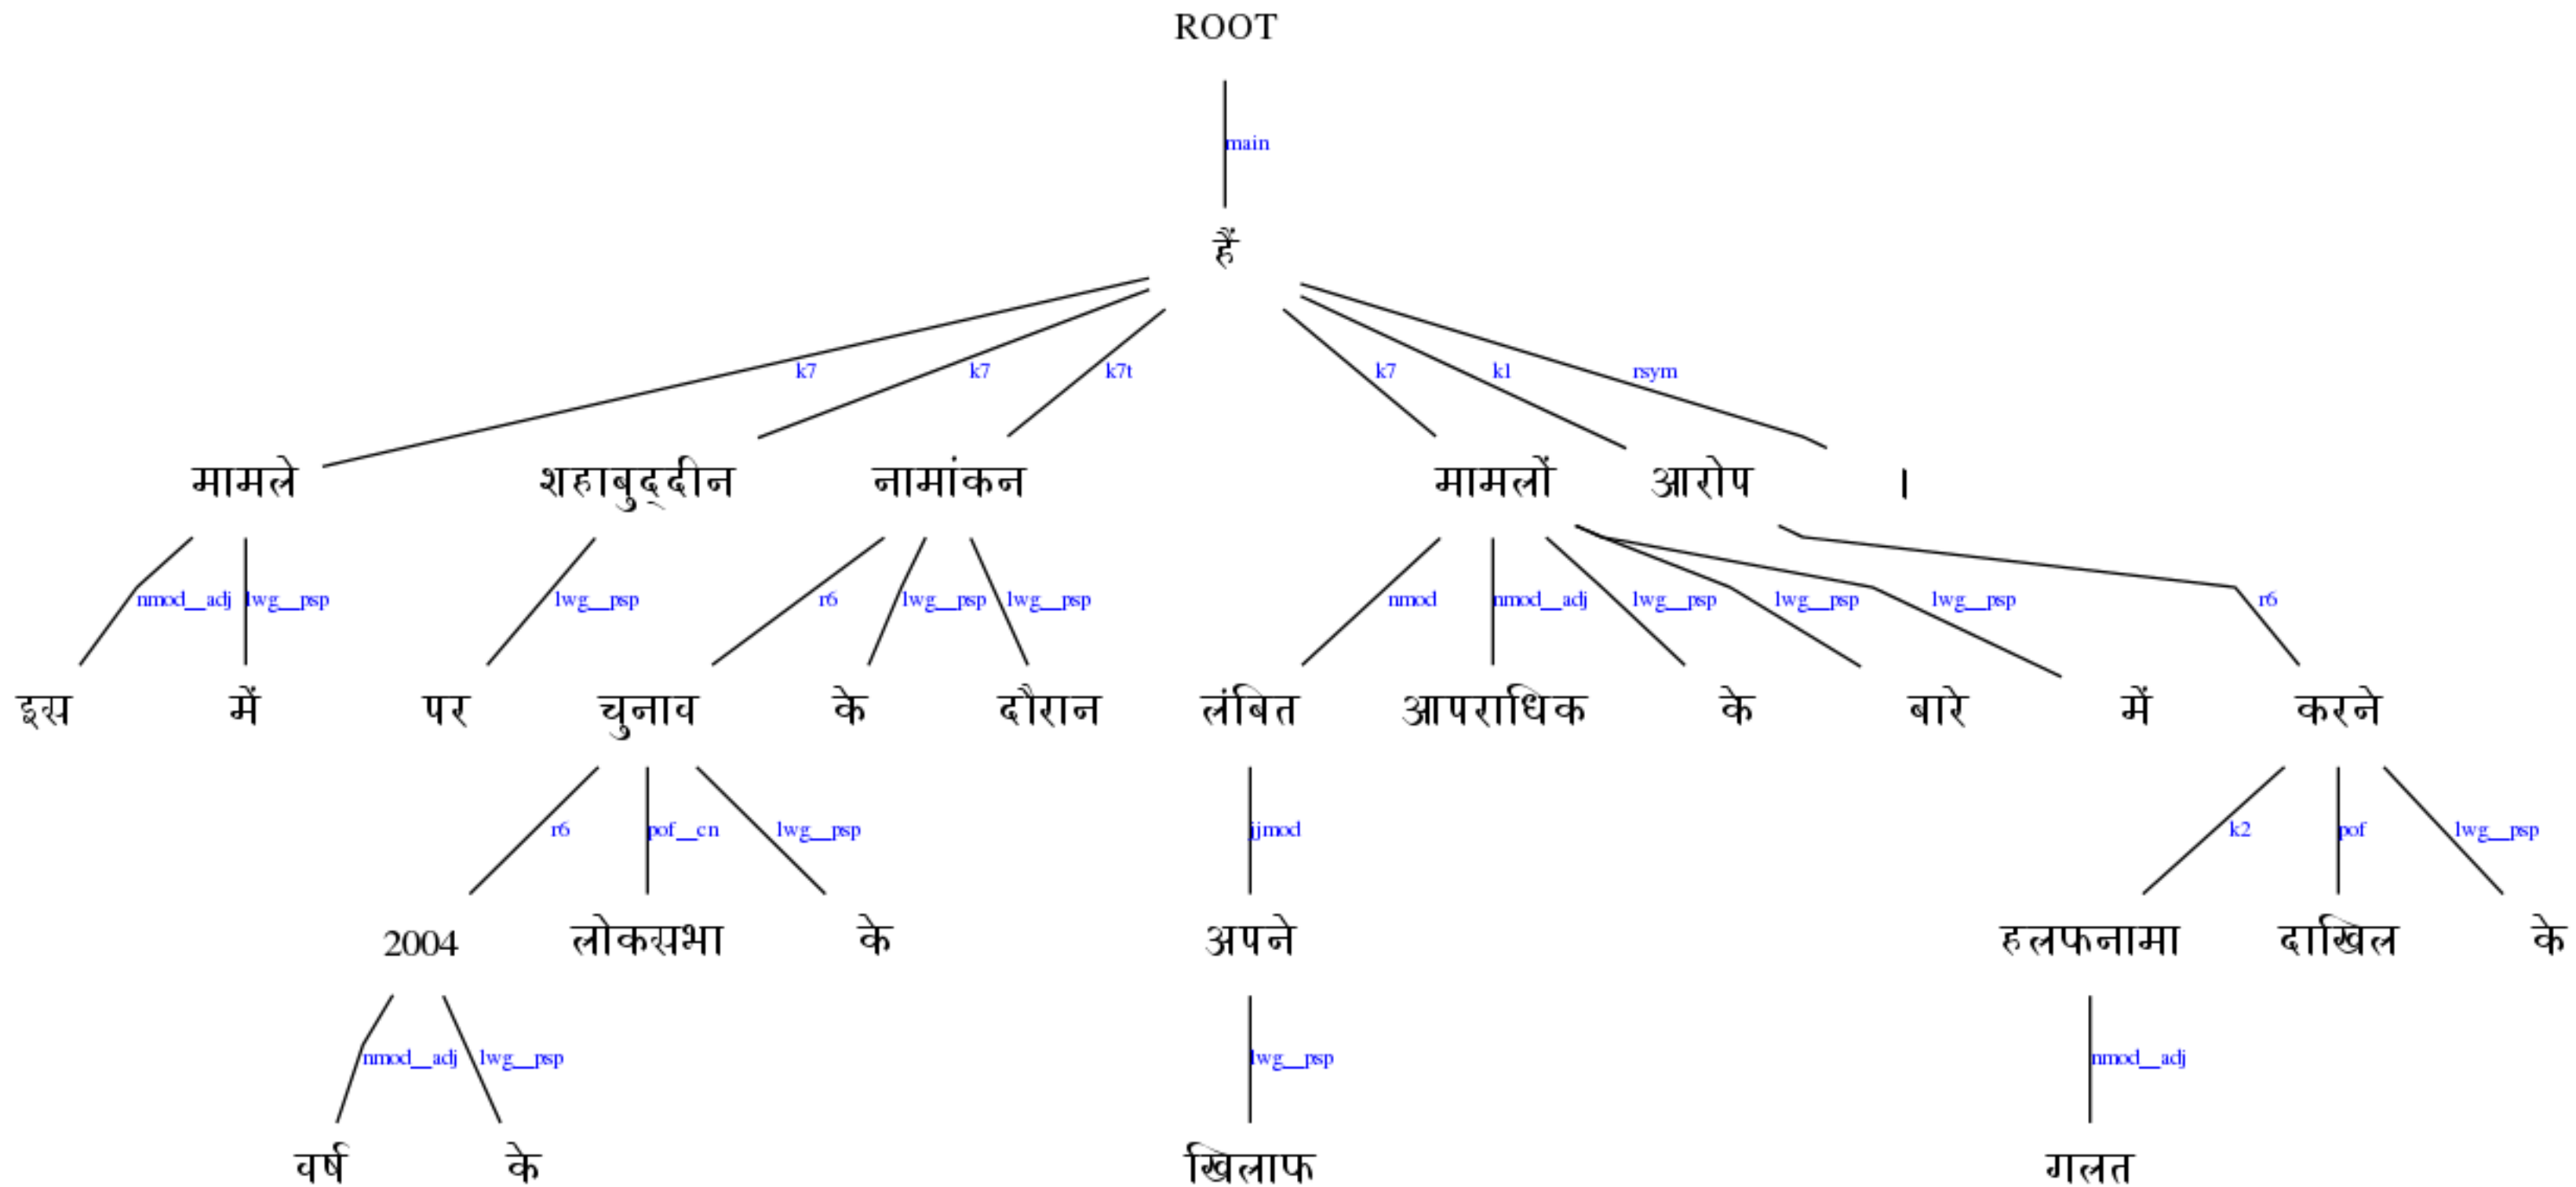 ROOT
main
हैं
k7 k7 k7t k7 k1 rsym
मामले शहाबुद्दीन नामांकन मामलों आरोप ।
nmod__adj lwg__psp lwg__psp r6 lwg__psp lwg__psp nmod nmod__adj lwg__psp lwg__psp lwg__psp r6
इस में पर चुनाव के दौरान लंबित आपराधिक के बारे में करने
r6 pof__cn lwg__psp jjmod k2 pof lwg__psp
2004 लोकसभा के अपने हलफनामा दाखिल के
nmod__adj lwg__psp lwg__psp nmod__adj
वर्ष के खिलाफ गलत